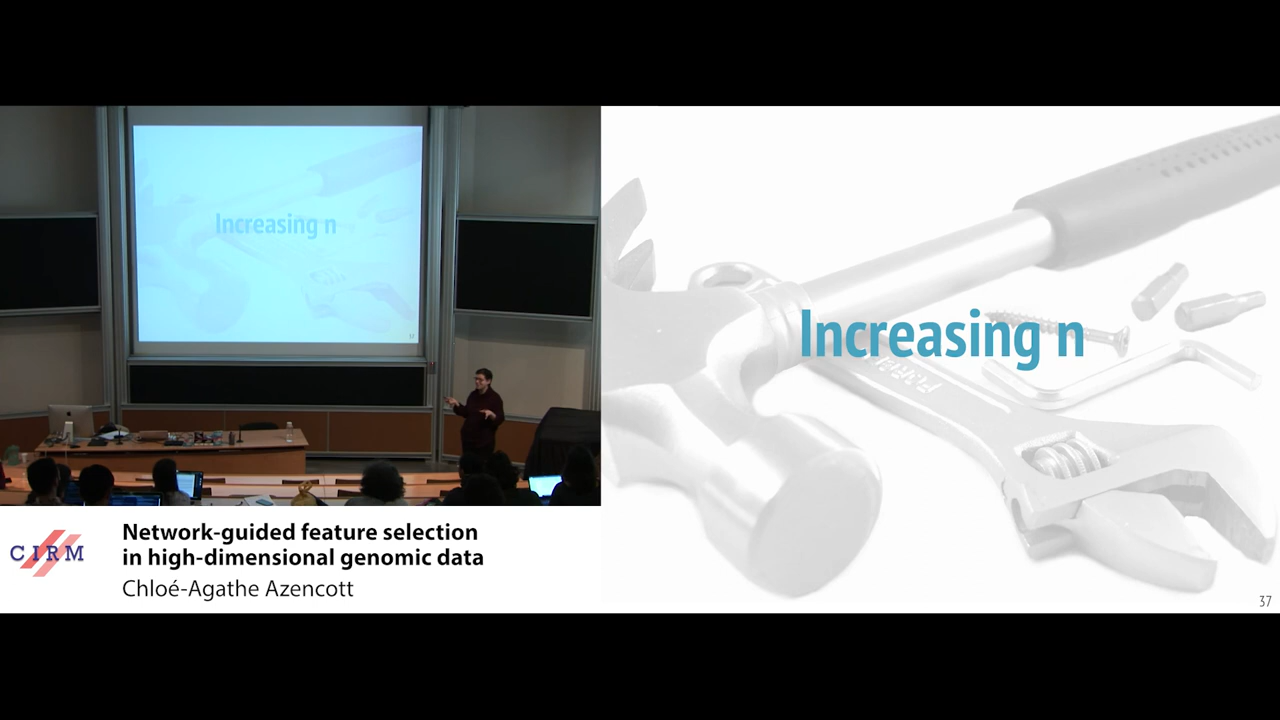 Increasing n
Increasing n
CIRM
Network-guided feature selection
in high-dimensional genomic data
Chloé-Agathe Azencott
37